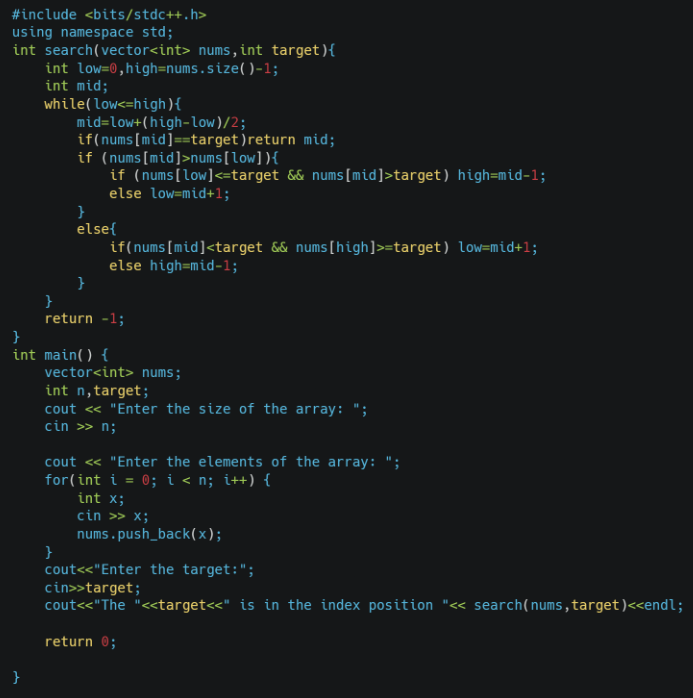 #include <bits/stdc++.h>
using namespace std;
int search(vector<int> nums,int target){
    int low=0,high=nums.size()-1;
    int mid;
    while(low<=high){
        mid=low+(high-low)/2;
        if(nums[mid]==target)return mid;
        if (nums[mid]>nums[low]){
            if (nums[low]<=target && nums[mid]>target) high=mid-1;
            else low=mid+1;
        }
        else{
            if(nums[mid]<target && nums[high]>=target) low=mid+1;
            else high=mid-1;
        }
    }
    return -1;
}
int main() {
    vector<int> nums;
    int n,target;
    cout << "Enter the size of the array: ";
    cin >> n;

    cout << "Enter the elements of the array: ";
    for(int i = 0; i < n; i++) {
        int x;
        cin >> x;
        nums.push_back(x);
    }
    cout<<"Enter the target:";
    cin>>target;
    cout<<"The "<<target<<" is in the index position "<< search(nums,target)<<endl;

    return 0;

}